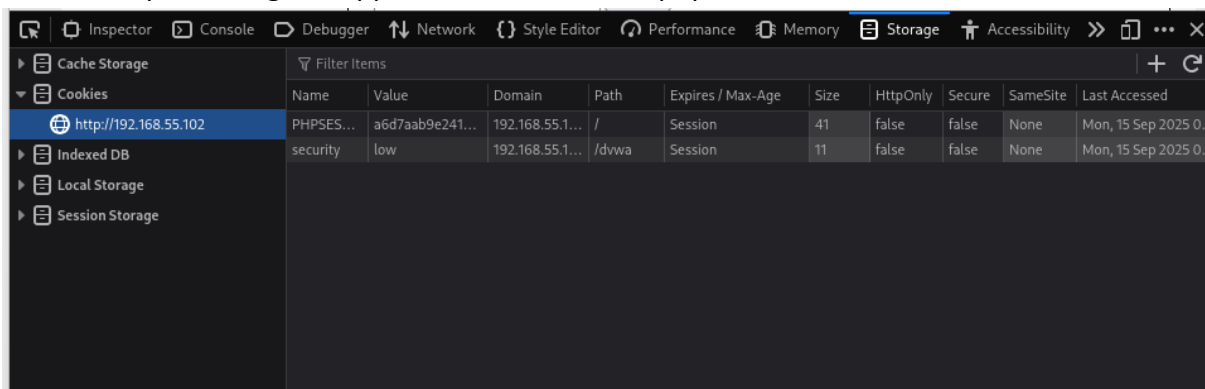 Inspector Console Debugger Network Style Editor Performance Memory Storage Accessibility
Cache Storage
Filter Items
Cookies
Name Value Domain Path Expires / Max-Age Size HttpOnly Secure SameSite Last Accessed
http://192.168.55.102
PHPSES... a6d7aab9e241... 192.168.55.1... / Session 41 false false None Mon, 15 Sep 2025 0...
security low 192.168.55.1... /dvwa Session 11 false false None Mon, 15 Sep 2025 0...
Indexed DB
Local Storage
Session Storage